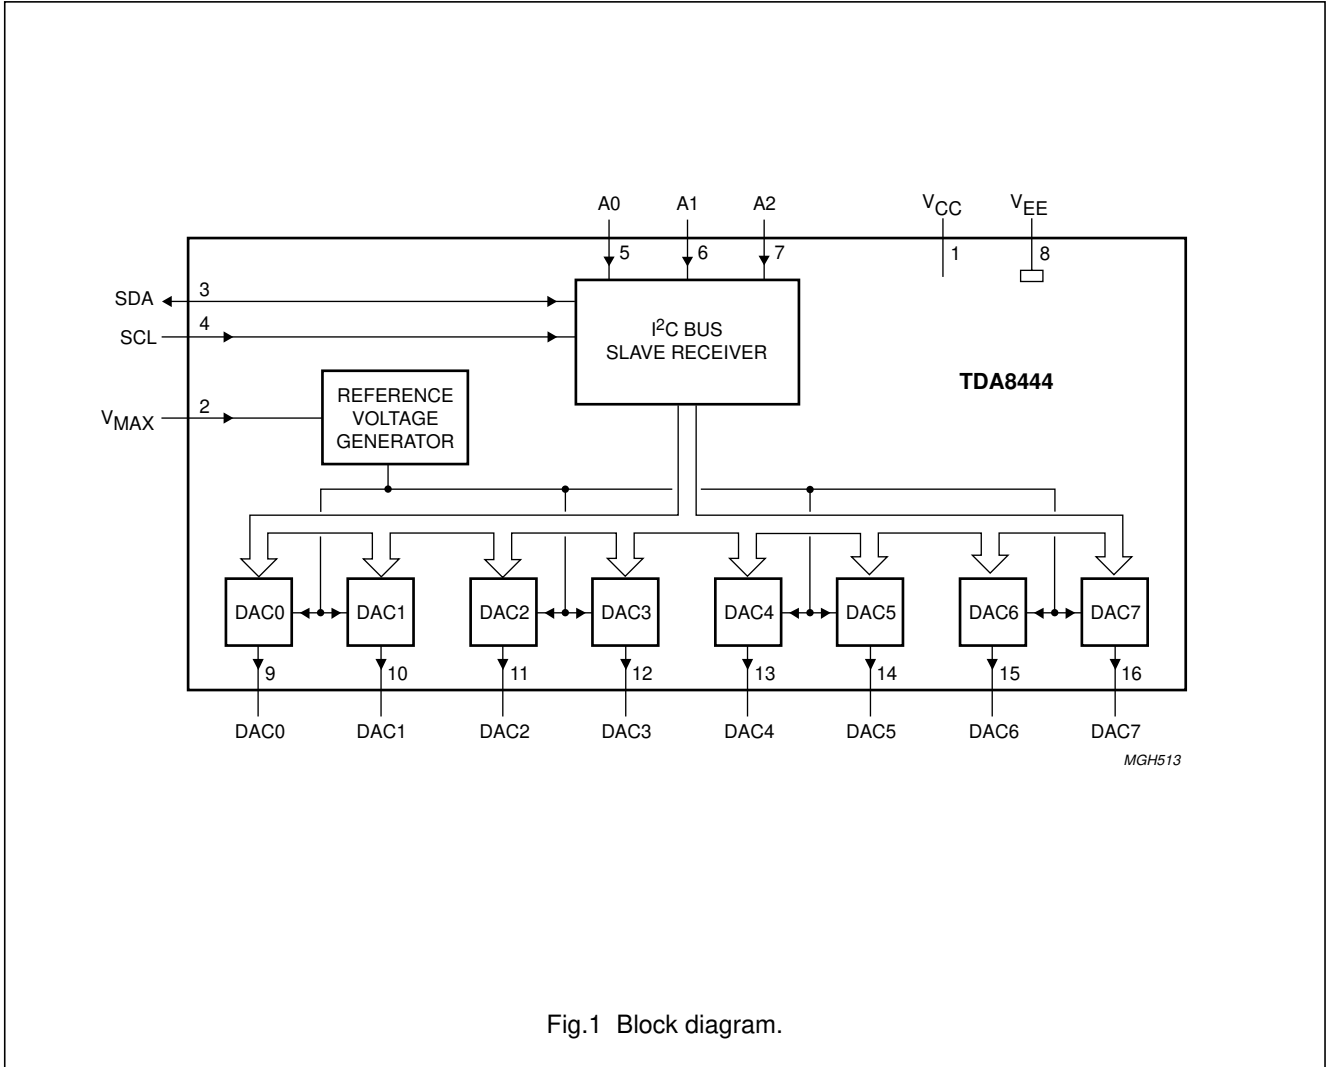 A0 A1 A2 VCC VEE
5 6 7 1 8
SDA 3
SCL 4
I²C BUS
SLAVE RECEIVER
TDA8444
VMAX 2
REFERENCE
VOLTAGE
GENERATOR
DAC0 DAC1 DAC2 DAC3 DAC4 DAC5 DAC6 DAC7
9 10 11 12 13 14 15 16
DAC0 DAC1 DAC2 DAC3 DAC4 DAC5 DAC6 DAC7
MGH513
Fig.1 Block diagram.